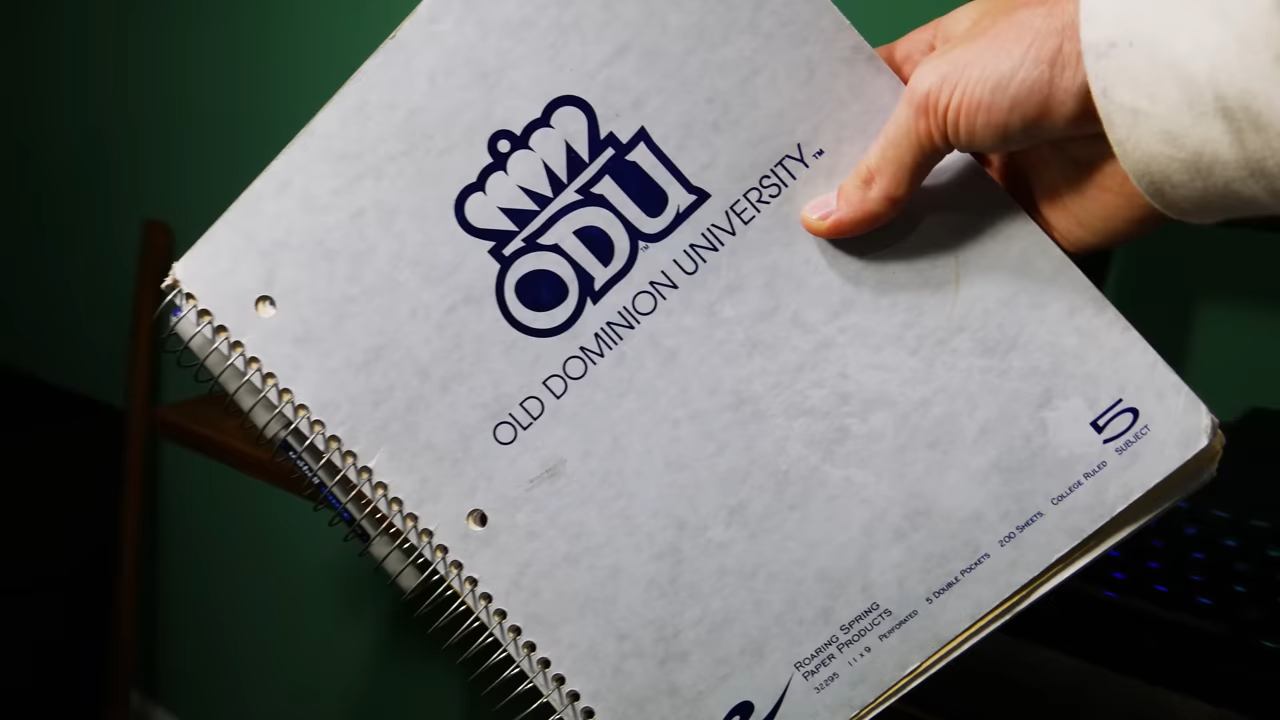 ODU™
OLD DOMINION UNIVERSITY™
5
SUBJECT
ROARING SPRING
PAPER PRODUCTS
32295 11 x 9 PERFORATED 5 DOUBLE POCKETS 200 SHEETS COLLEGE RULED